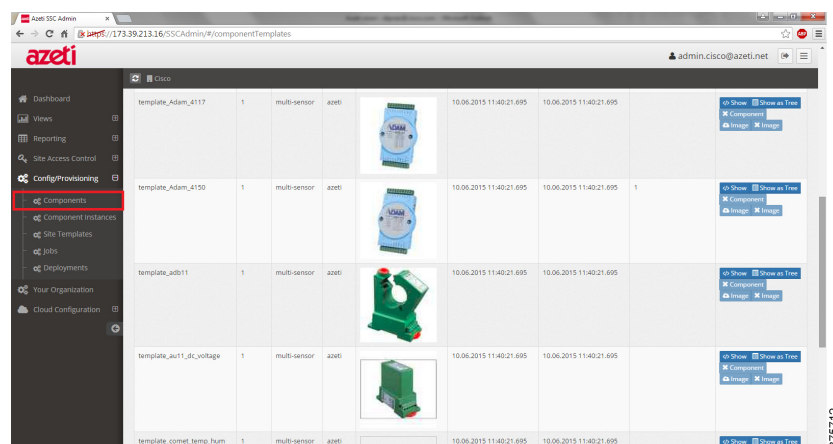 Azeti SSC Admin
https://173.39.213.16/SSCAdmin/#/componentTemplates
ABP
azeti
admin.cisco@azeti.net
Cisco
Dashboard
Views
Reporting
Site Access Control
Config/Provisioning
Components
Component Instances
Site Templates
Jobs
Deployments
Your Organization
Cloud Configuration
template_Adam_4117 1 multi-sensor azeti 10.06.2015 11:40:21.695 10.06.2015 11:40:21.695 Show Show as Tree
Component
Image Image
ADAM
template_Adam_4150 1 multi-sensor azeti 10.06.2015 11:40:21.695 10.06.2015 11:40:21.695 1 Show Show as Tree
Component
Image Image
ADAM
template_adb11 1 multi-sensor azeti 10.06.2015 11:40:21.695 10.06.2015 11:40:21.695 Show Show as Tree
Component
Image Image
template_au11_dc_voltage 1 multi-sensor azeti 10.06.2015 11:40:21.695 10.06.2015 11:40:21.695 Show Show as Tree
Component
Image Image
template_comet_temp_hum 1 multi-sensor azeti 10.06.2015 11:40:21.695 10.06.2015 11:40:21.695 Show Show as Tree